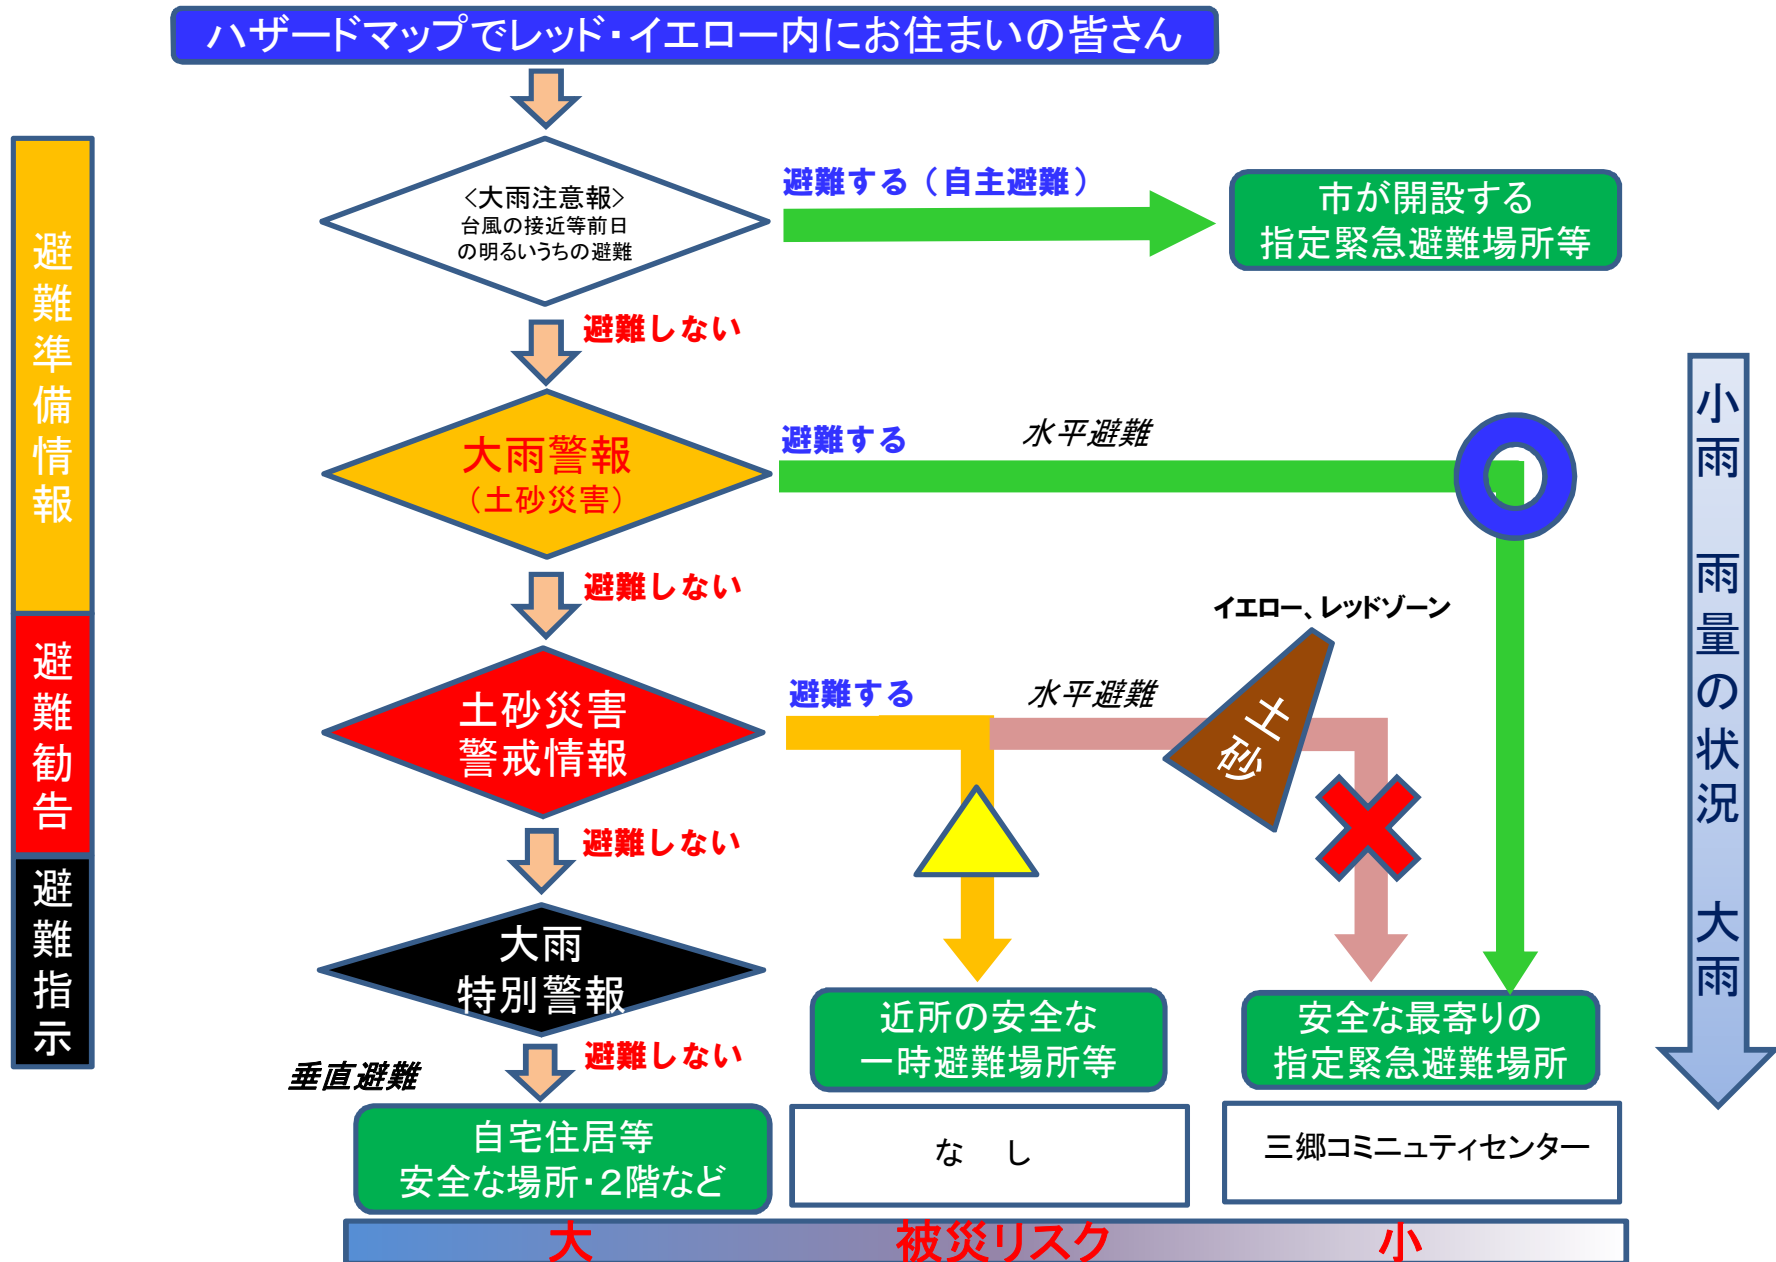 ハザードマップでレッド・イエロー内にお住まいの皆さん
避難準備情報
避難勧告
避難指示
<大雨注意報>
台風の接近等前日
の明るいうちの避難
避難する（自主避難）
市が開設する
指定緊急避難場所等
避難しない
大雨警報
（土砂災害）
避難する
水平避難
避難しない
イエロー、レッドゾーン
土砂災害
警戒情報
避難する
水平避難
土砂
避難しない
大雨
特別警報
避難しない
垂直避難
近所の安全な
一時避難場所等
安全な最寄りの
指定緊急避難場所
自宅住居等
安全な場所・２階など
な し
三郷コミニュティセンター
大 被災リスク 小
小雨 雨量の状況 大雨